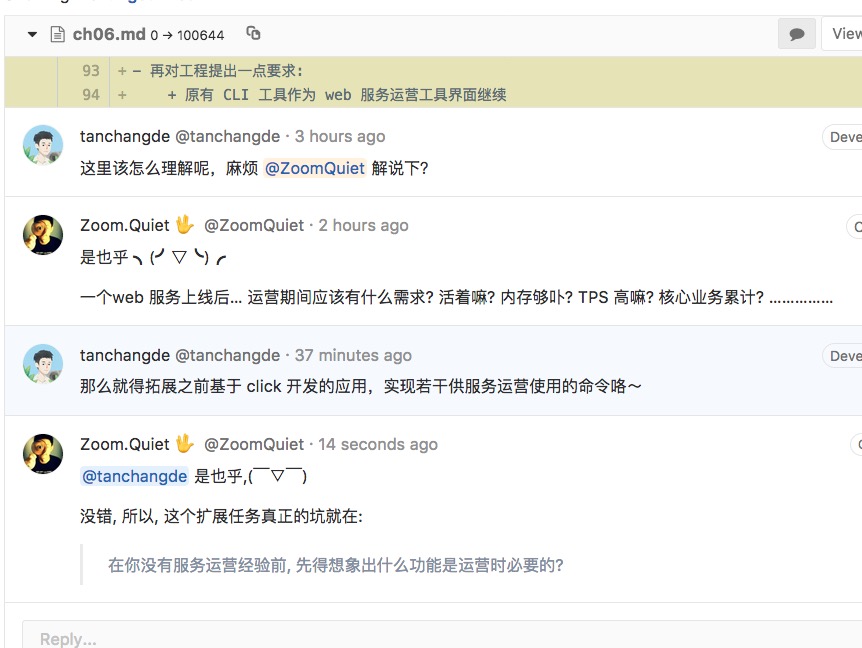 ch06.md 0 → 100644
View
93 + - 再对工程提出一点要求:
94 + + 原有 CLI 工具作为 web 服务运营工具界面继续
tanchangde @tanchangde · 3 hours ago
Deve
这里该怎么理解呢，麻烦 @ZoomQuiet 解说下?
Zoom.Quiet 🖖 @ZoomQuiet · 2 hours ago
是也乎 ╮(╯▽╰)╭
一个web 服务上线后... 运营期间应该有什么需求? 活着嘛? 内存够卟? TPS 高嘛? 核心业务累计? ...............
tanchangde @tanchangde · 37 minutes ago
Deve
那么就得拓展之前基于 click 开发的应用，实现若干供服务运营使用的命令咯～
Zoom.Quiet 🖖 @ZoomQuiet · 14 seconds ago
@tanchangde 是也乎,(￣▽￣)
没错, 所以, 这个扩展任务真正的坑就在:
在你没有服务运营经验前, 先得想象出什么功能是运营时必要的?
Reply...